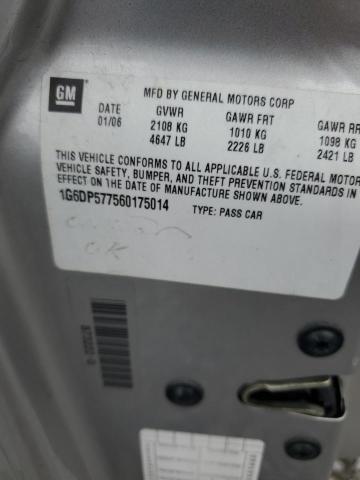 GM
MFD BY GENERAL MOTORS CORP
DATE GVWR GAWR FRT GAWR RR
01/06 2108 KG 1010 KG 1098 KG
4647 LB 2226 LB 2421 LB
THIS VEHICLE CONFORMS TO ALL APPLICABLE U.S. FEDERAL MOTOR
VEHICLE SAFETY, BUMPER, AND THEFT PREVENTION STANDARDS IN
EFFECT ON THE DATE OF MANUFACTURE SHOWN ABOVE.
1G6DP577560175014
TYPE: PASS CAR
OK